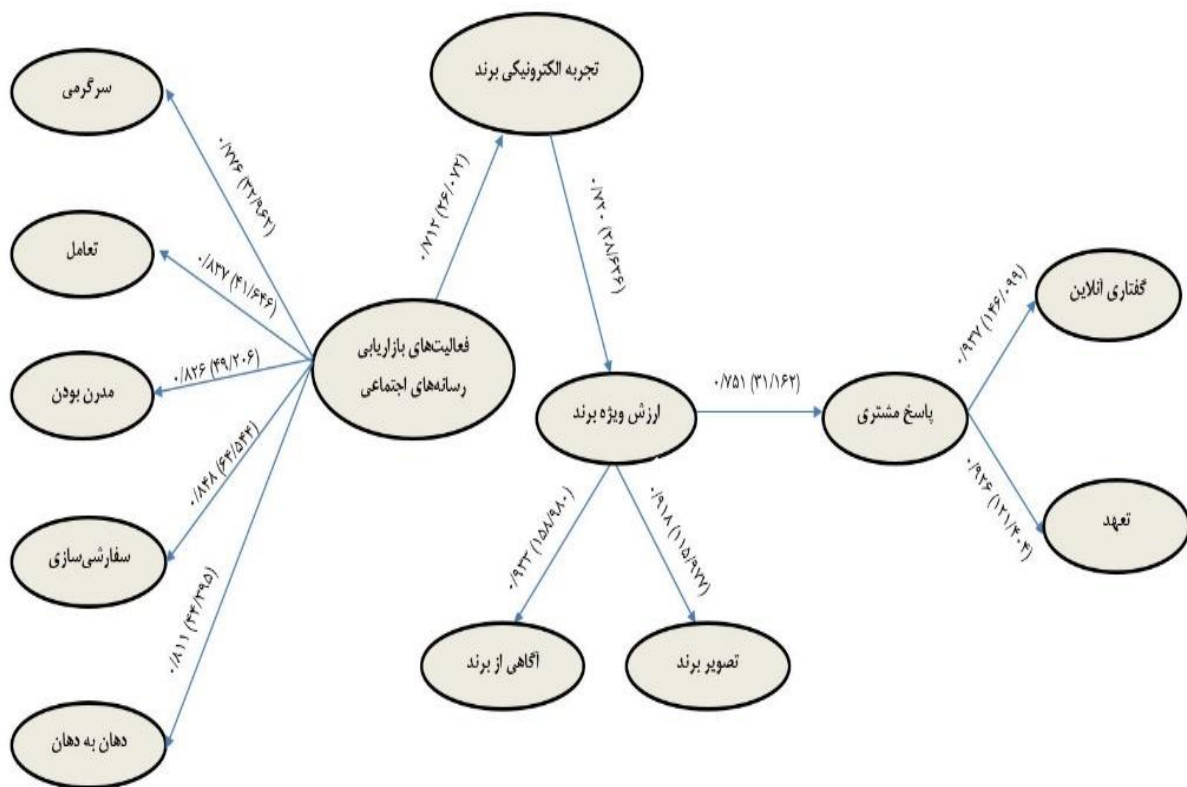 تجربه الکترونیکی برند
سرگرمی
۰/۷۷۶ (۳۲/۹۶۲)
۰/۷۱۲ (۲۶/۰۷۲)
۰/۷۲۰ (۲۸/۶۳۶)
تعامل
۰/۸۳۷ (۴۱/۶۴۶)
گفتاری آنلاین
۰/۹۳۷ (۱۴۶/۰۹۹)
فعالیت‌های بازاریابی
رسانه‌های اجتماعی
۰/۸۲۶ (۴۹/۲۰۶)
مدرن بودن
ارزش ویژه برند
۰/۷۵۱ (۳۱/۱۶۲)
پاسخ مشتری
۰/۹۲۶ (۱۲۱/۴۰۴)
تعهد
۰/۸۴۸ (۶۴/۵۴۴)
سفارشی‌سازی
۰/۹۳۳ (۱۵۸/۹۸۰)
۰/۹۱۸ (۱۱۵/۹۷۷)
۰/۸۱۱ (۴۴/۳۹۵)
آگاهی از برند
تصویر برند
دهان به دهان